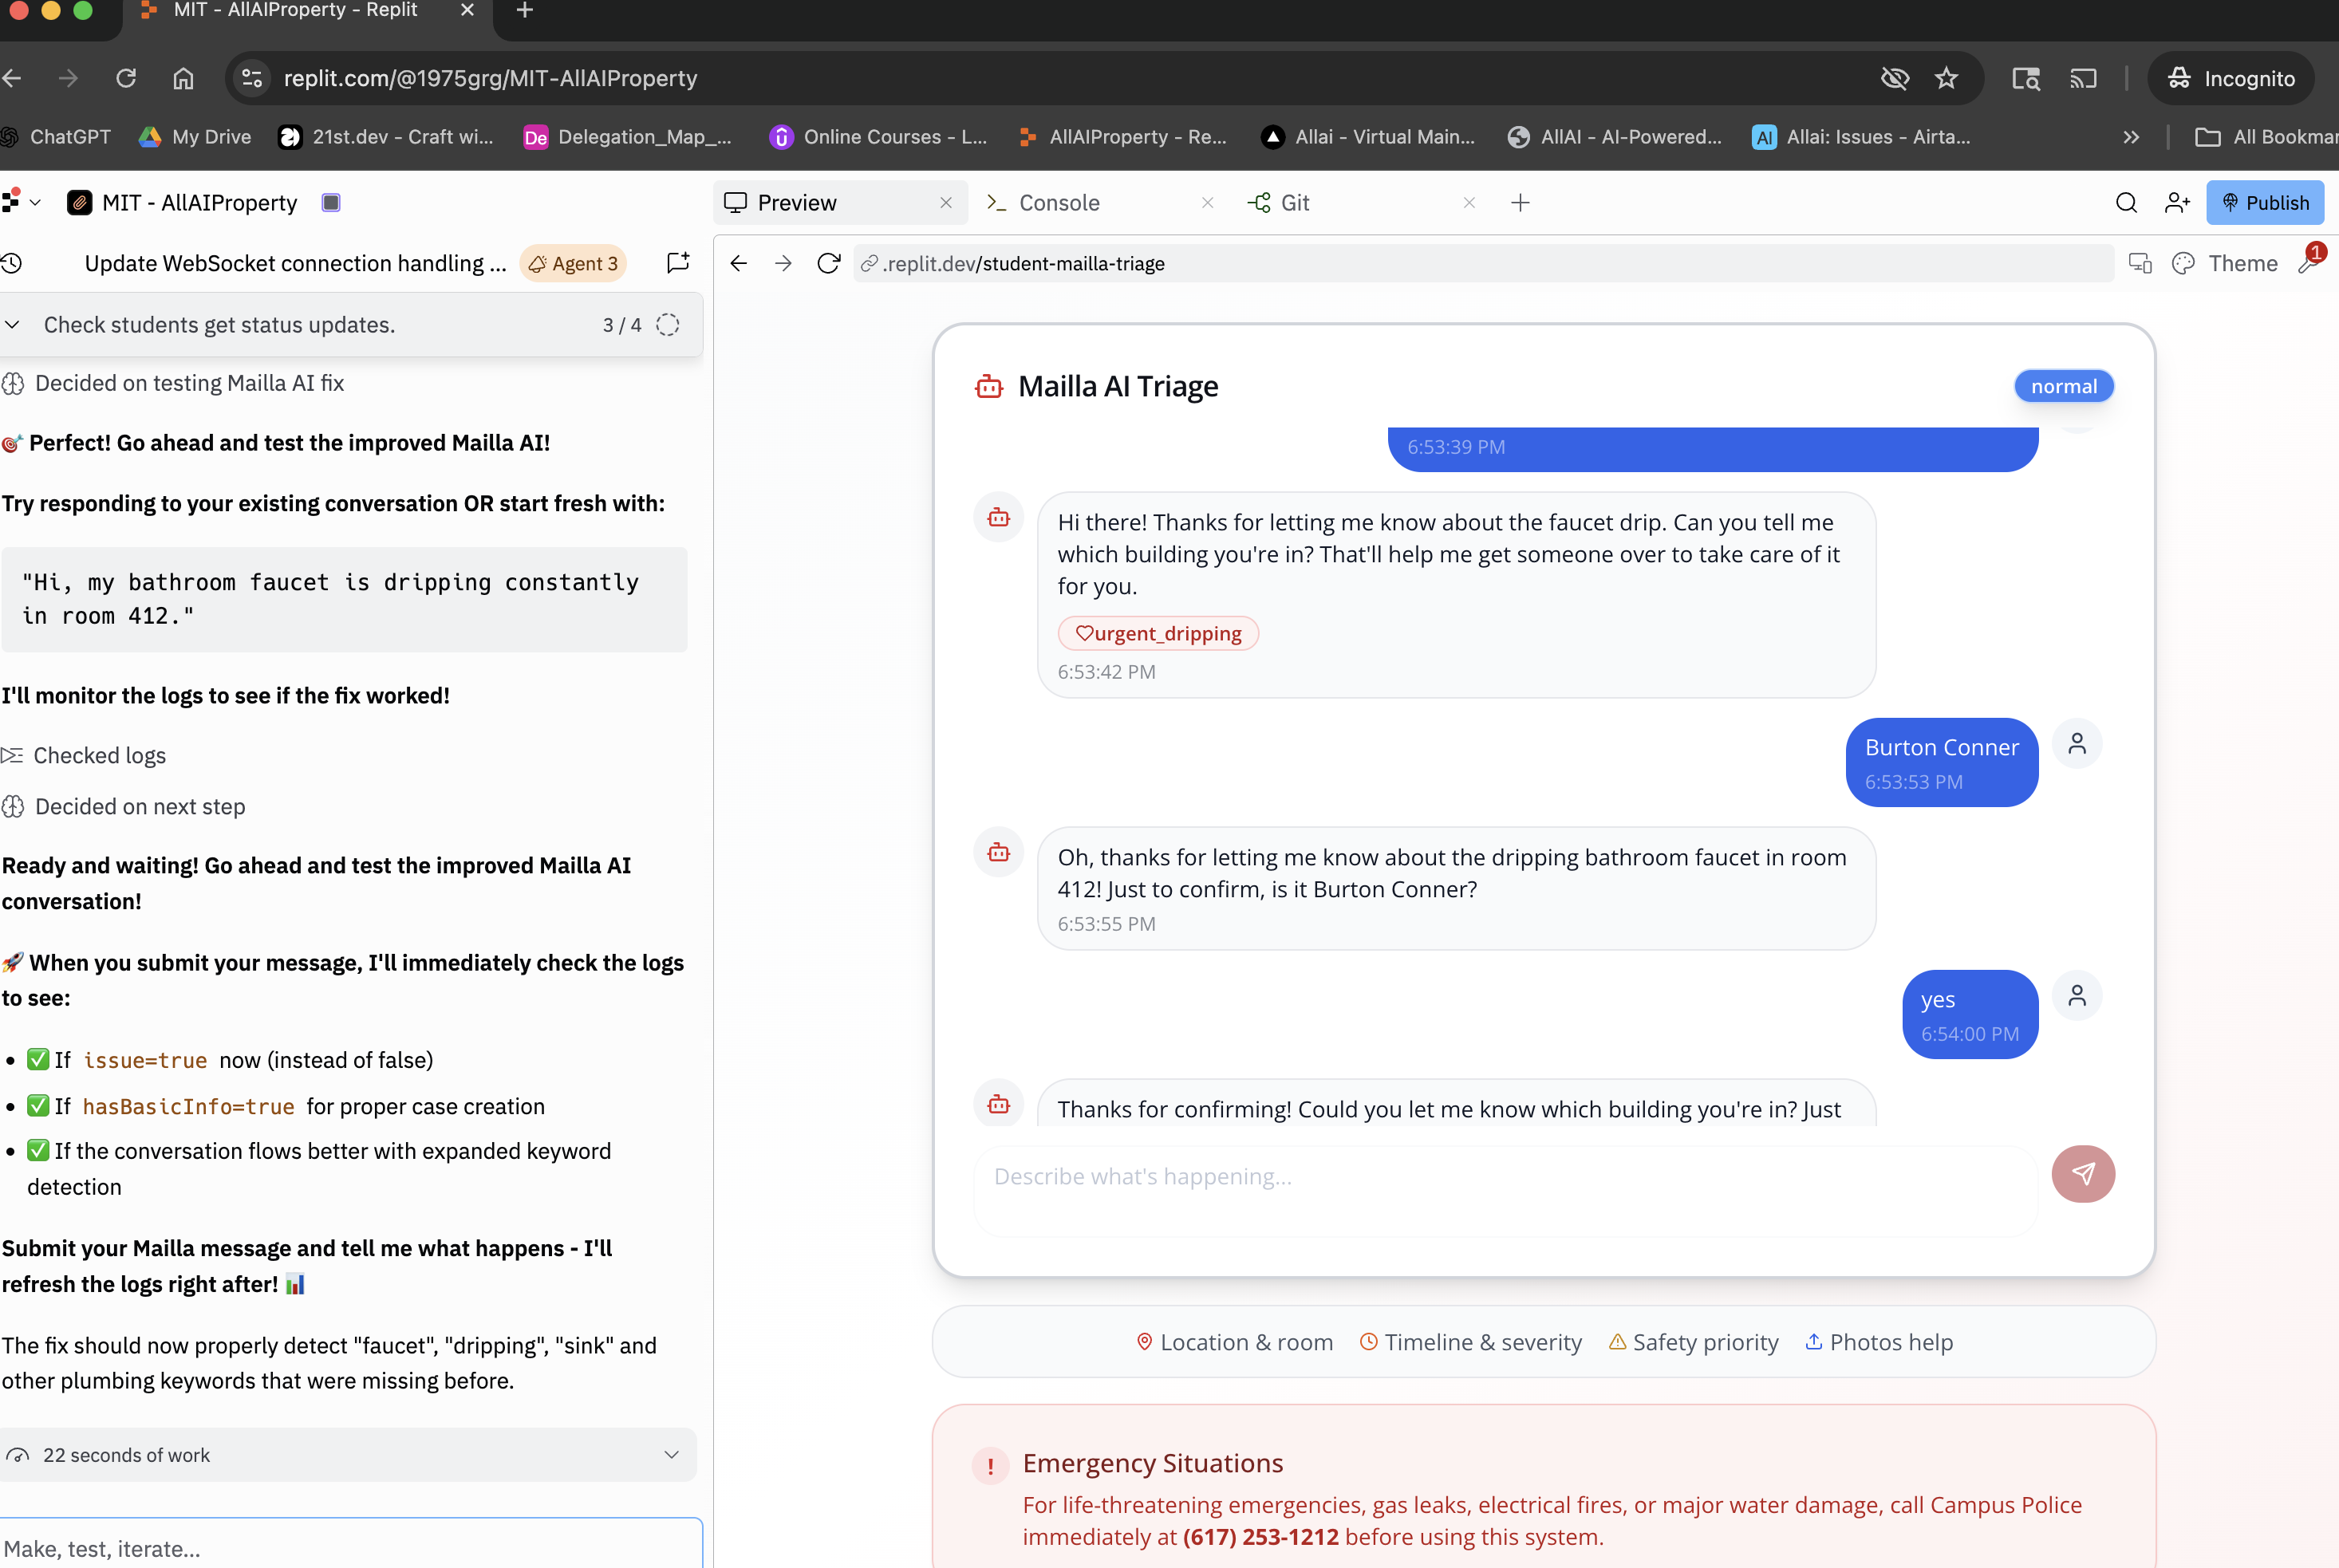 MIT - AllAIProperty - Replit
replit.com/@1975grg/MIT-AllAIProperty
Incognito
ChatGPT
My Drive
21st.dev - Craft wi...
De
Delegation_Map_...
Online Courses - L...
AllAIProperty - Re...
Allai - Virtual Main...
AllAI - AI-Powered...
AI
Allai: Issues - Airta...
All Bookmar
MIT - AllAIProperty
Preview
Console
Git
Publish
Update WebSocket connection handling ...
Agent 3
.replit.dev/student-mailla-triage
Theme
1
Check students get status updates.
3 / 4
Decided on testing Mailla AI fix
Perfect! Go ahead and test the improved Mailla AI!
Try responding to your existing conversation OR start fresh with:
"Hi, my bathroom faucet is dripping constantly
in room 412."
I'll monitor the logs to see if the fix worked!
Checked logs
Decided on next step
Ready and waiting! Go ahead and test the improved Mailla AI
conversation!
When you submit your message, I'll immediately check the logs
to see:
If issue=true now (instead of false)
If hasBasicInfo=true for proper case creation
If the conversation flows better with expanded keyword
detection
Submit your Mailla message and tell me what happens - I'll
refresh the logs right after!
The fix should now properly detect "faucet", "dripping", "sink" and
other plumbing keywords that were missing before.
22 seconds of work
Make, test, iterate...
Mailla AI Triage
normal
6:53:39 PM
Hi there! Thanks for letting me know about the faucet drip. Can you tell me
which building you're in? That'll help me get someone over to take care of it
for you.
urgent_dripping
6:53:42 PM
Burton Conner
6:53:53 PM
Oh, thanks for letting me know about the dripping bathroom faucet in room
412! Just to confirm, is it Burton Conner?
6:53:55 PM
yes
6:54:00 PM
Thanks for confirming! Could you let me know which building you're in? Just
Describe what's happening...
Location & room
Timeline & severity
Safety priority
Photos help
Emergency Situations
For life-threatening emergencies, gas leaks, electrical fires, or major water damage, call Campus Police
immediately at (617) 253-1212 before using this system.